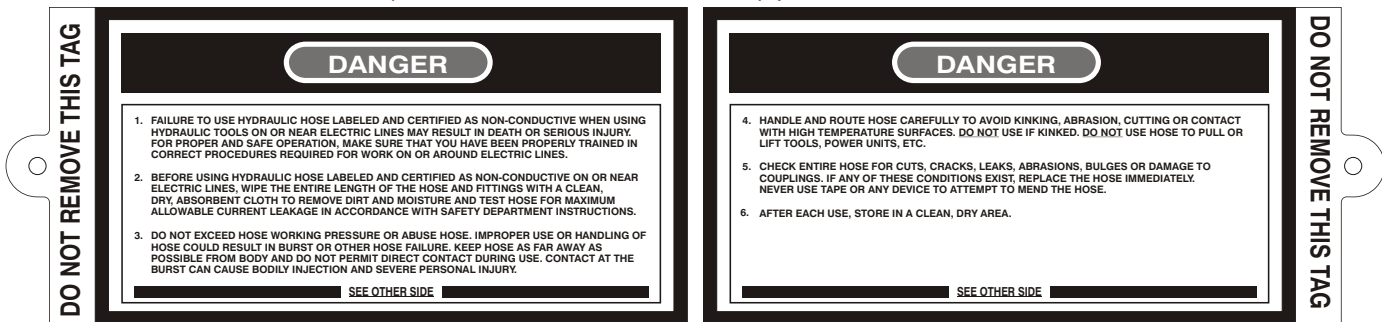 DO NOT REMOVE THIS TAG
DANGER
1. FAILURE TO USE HYDRAULIC HOSE LABELED AND CERTIFIED AS NON-CONDUCTIVE WHEN USING
HYDRAULIC TOOLS ON OR NEAR ELECTRIC LINES MAY RESULT IN DEATH OR SERIOUS INJURY.
FOR PROPER AND SAFE OPERATION, MAKE SURE THAT YOU HAVE BEEN PROPERLY TRAINED IN
CORRECT PROCEDURES REQUIRED FOR WORK ON OR AROUND ELECTRIC LINES.
2. BEFORE USING HYDRAULIC HOSE LABELED AND CERTIFIED AS NON-CONDUCTIVE ON OR NEAR
ELECTRIC LINES, WIPE THE ENTIRE LENGTH OF THE HOSE AND FITTINGS WITH A CLEAN,
DRY, ABSORBENT CLOTH TO REMOVE DIRT AND MOISTURE AND TEST HOSE FOR MAXIMUM
ALLOWABLE CURRENT LEAKAGE IN ACCORDANCE WITH SAFETY DEPARTMENT INSTRUCTIONS.
3. DO NOT EXCEED HOSE WORKING PRESSURE OR ABUSE HOSE. IMPROPER USE OR HANDLING OF
HOSE COULD RESULT IN BURST OR OTHER HOSE FAILURE. KEEP HOSE AS FAR AWAY AS
POSSIBLE FROM BODY AND DO NOT PERMIT DIRECT CONTACT DURING USE. CONTACT AT THE
BURST CAN CAUSE BODILY INJECTION AND SEVERE PERSONAL INJURY.
SEE OTHER SIDE
DANGER
4. HANDLE AND ROUTE HOSE CAREFULLY TO AVOID KINKING, ABRASION, CUTTING OR CONTACT
WITH HIGH TEMPERATURE SURFACES. DO NOT USE IF KINKED. DO NOT USE HOSE TO PULL OR
LIFT TOOLS, POWER UNITS, ETC.
5. CHECK ENTIRE HOSE FOR CUTS, CRACKS, LEAKS, ABRASIONS, BULGES OR DAMAGE TO
COUPLINGS. IF ANY OF THESE CONDITIONS EXIST, REPLACE THE HOSE IMMEDIATELY.
NEVER USE TAPE OR ANY DEVICE TO ATTEMPT TO MEND THE HOSE.
6. AFTER EACH USE, STORE IN A CLEAN, DRY AREA.
SEE OTHER SIDE
DO NOT REMOVE THIS TAG